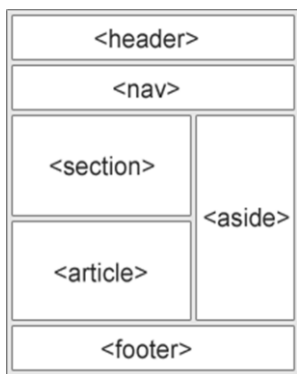 <header>
<nav>
<section>
<aside>
<article>
<footer>